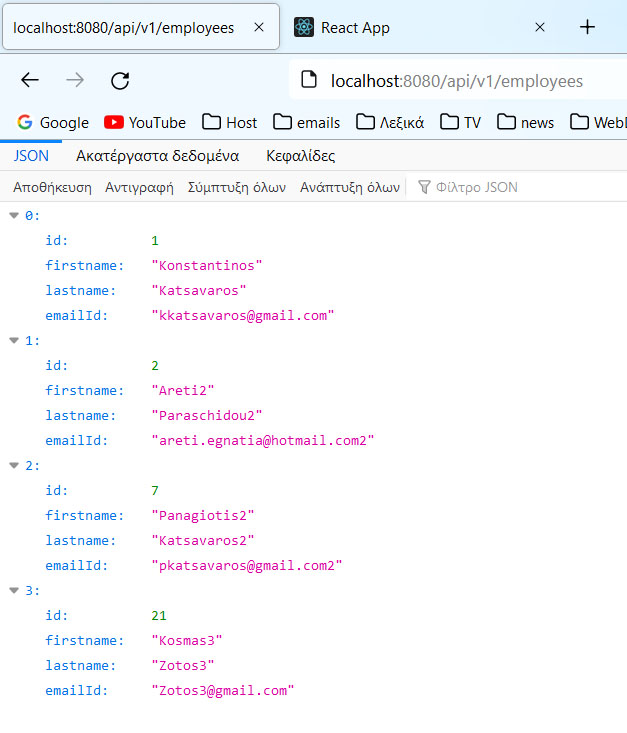 localhost:8080/api/v1/employees React App
localhost:8080/api/v1/employees
Google YouTube Host emails Λεξικά TV news Webl
JSON Ακατέργαστα δεδομένα Κεφαλίδες
Αποθήκευση Αντιγραφή Σύμπτυξη όλων Ανάπτυξη όλων Φίλτρο JSON
0:
id: 1
firstname: "Konstantinos"
lastname: "Katsavaros"
emailId: "kkatsavaros@gmail.com"
1:
id: 2
firstname: "Areti2"
lastname: "Paraschidou2"
emailId: "areti.egnatia@hotmail.com2"
2:
id: 7
firstname: "Panagiotis2"
lastname: "Katsavaros2"
emailId: "pkatsavaros@gmail.com2"
3:
id: 21
firstname: "Kosmas3"
lastname: "Zotos3"
emailId: "Zotos3@gmail.com"